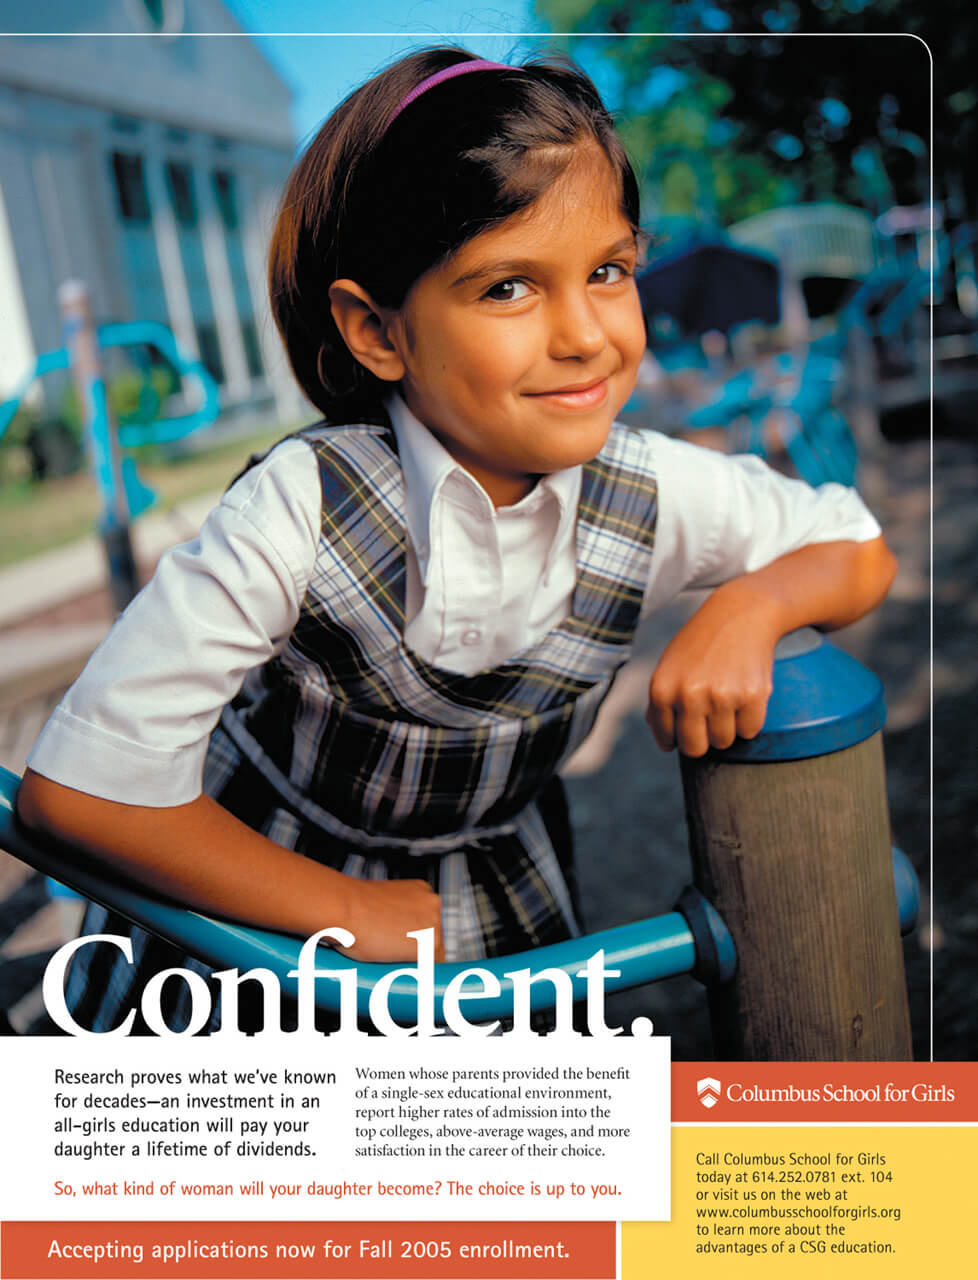 Confident.
Research proves what we've known
for decades—an investment in an
all-girls education will pay your
daughter a lifetime of dividends.
Women whose parents provided the benefit
of a single-sex educational environment,
report higher rates of admission into the
top colleges, above-average wages, and more
satisfaction in the career of their choice.
So, what kind of woman will your daughter become? The choice is up to you.
Accepting applications now for Fall 2005 enrollment.
Columbus School for Girls
Call Columbus School for Girls
today at 614.252.0781 ext. 104
or visit us on the web at
www.columbusschoolforgirls.org
to learn more about the
advantages of a CSG education.